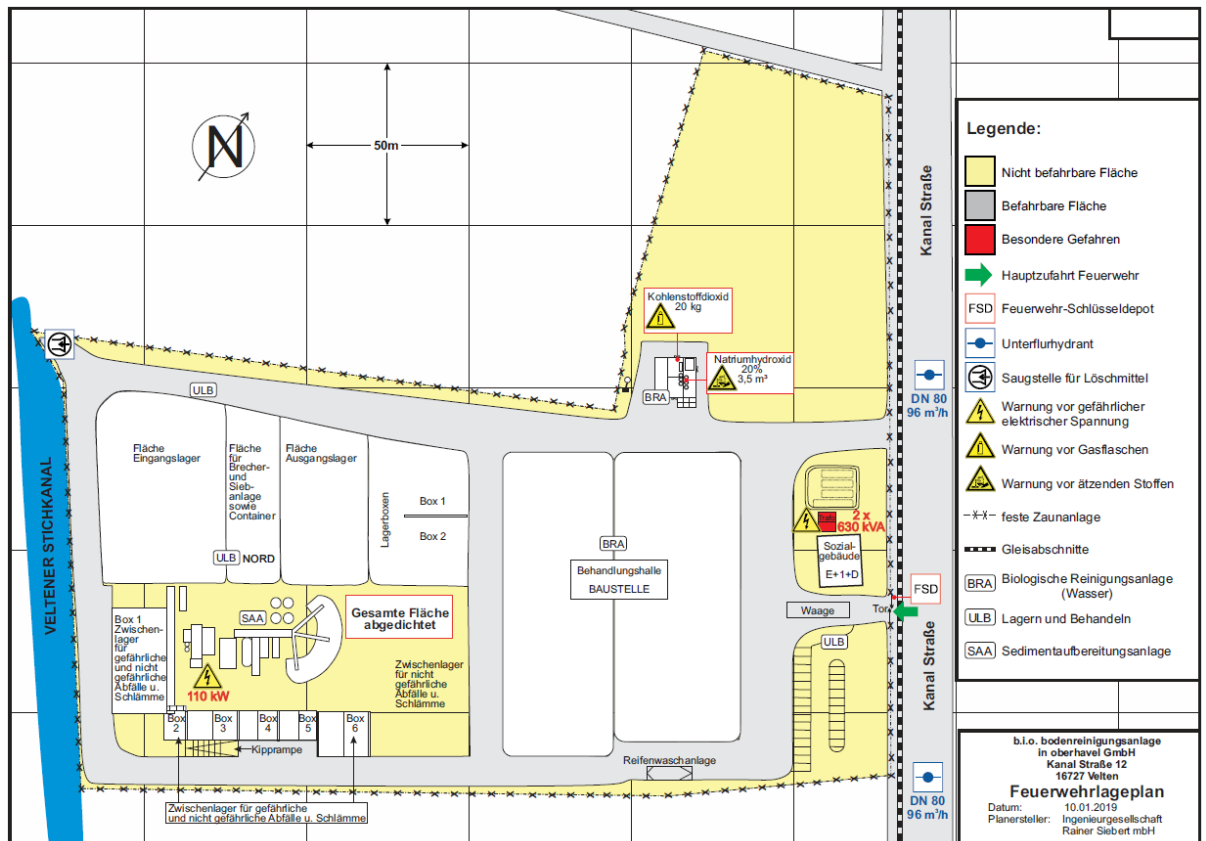 N
50m
Kanal Straße
Legende:
Nicht befahrbare Fläche
Befahrbare Fläche
Besondere Gefahren
Hauptzufahrt Feuerwehr
FSD
Feuerwehr-Schlüsseldepot
Unterflurhydrant
Saugstelle für Löschmittel
Warnung vor gefährlicher
elektrischer Spannung
Warnung vor Gasflaschen
Warnung vor ätzenden Stoffen
feste Zaunanlage
Gleisabschnitte
BRA
Biologische Reinigungsanlage
(Wasser)
ULB
Lagern und Behandeln
SAA
Sedimentaufbereitungsanlage
Kohlenstoffdioxid
20 kg
Natriumhydroxid
20%
3,5 m³
BRA
DN 80
96 m³/h
ULB
VELTENER STICHKANAL
Fläche
Eingangslager
Fläche
für
Brecher-
und
Sieb-
anlage
sowie
Container
Fläche
Ausgangslager
Lagerboxen
Box 1
Box 2
ULB NORD
BRA
Behandlungshalle
BAUSTELLE
2 x
630 kVA
Sozial-
gebäude
E+1+D
FSD
Waage
Tor
ULB
Kanal Straße
Box 1
Zwischen-
lager
für
gefährliche
und nicht
gefährliche
Abfälle u.
Schlämme
SAA
Gesamte Fläche
abgedichtet
110 kW
Zwischenlager
für nicht
gefährliche
Abfälle u.
Schlämme
Box
2
Box
3
Box
4
Box
5
Box
6
Kipprampe
Reifenwaschanlage
Zwischenlager für gefährliche
und nicht gefährliche Abfälle u. Schlämme
DN 80
96 m³/h
b.i.o. bodenreinigungsanlage
in oberhavel GmbH
Kanal Straße 12
16727 Velten
Feuerwehrlageplan
Datum: 10.01.2019
Planersteller: Ingenieurgesellschaft
Rainer Siebert mbH